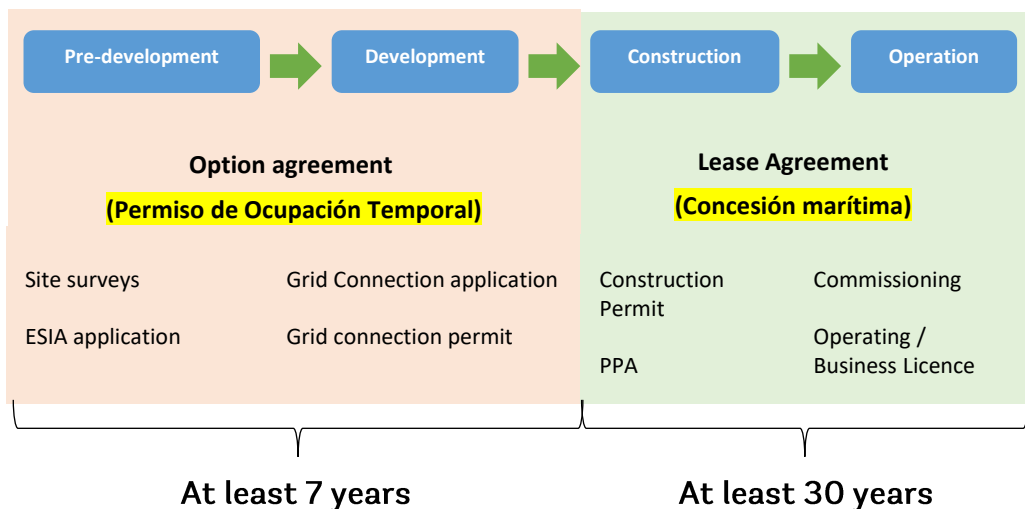 Pre-development
Development
Construction
Operation
Option agreement
(Permiso de Ocupación Temporal)
Lease Agreement
(Concesión marítima)
Site surveys
Grid Connection application
ESIA application
Grid connection permit
Construction
Permit
Commissioning
PPA
Operating /
Business Licence
At least 7 years
At least 30 years